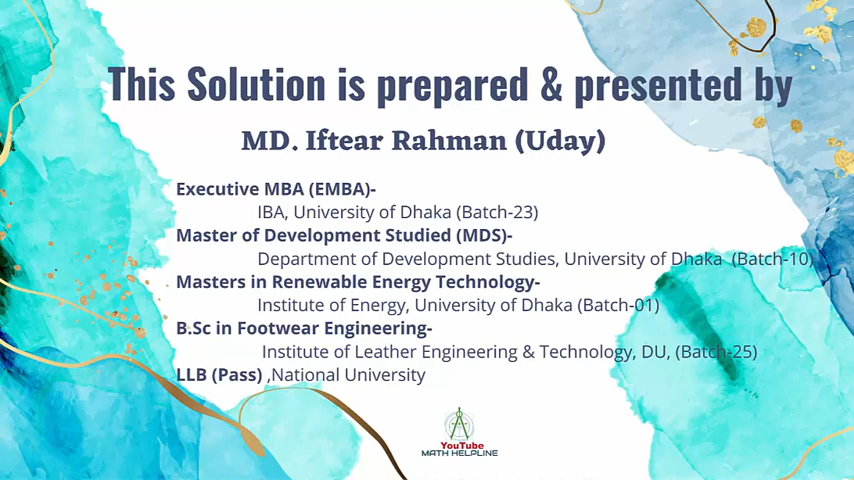 This Solution is prepared & presented by
MD. Iftear Rahman (Uday)
Executive MBA (EMBA)-
IBA, University of Dhaka (Batch-23)
Master of Development Studied (MDS)-
Department of Development Studies, University of Dhaka (Batch-10)
Masters in Renewable Energy Technology-
Institute of Energy, University of Dhaka (Batch-01)
B.Sc in Footwear Engineering-
Institute of Leather Engineering & Technology, DU, (Batch-25)
LLB (Pass) ,National University
YouTube
MATH HELPLINE